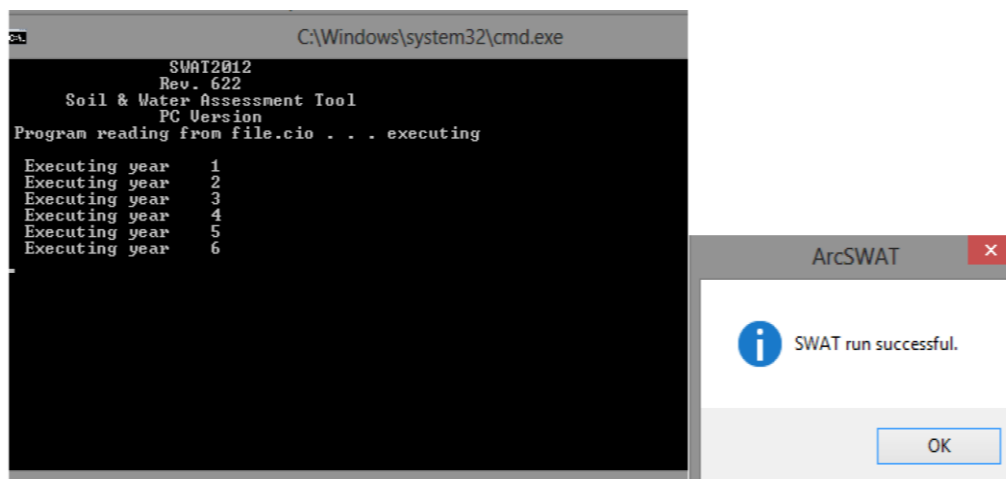 C:\Windows\system32\cmd.exe
SWAT2012
Rev. 622
Soil & Water Assessment Tool
PC Version
Program reading from file.cio . . . executing
Executing year 1
Executing year 2
Executing year 3
Executing year 4
Executing year 5
Executing year 6
ArcSWAT
SWAT run successful.
OK